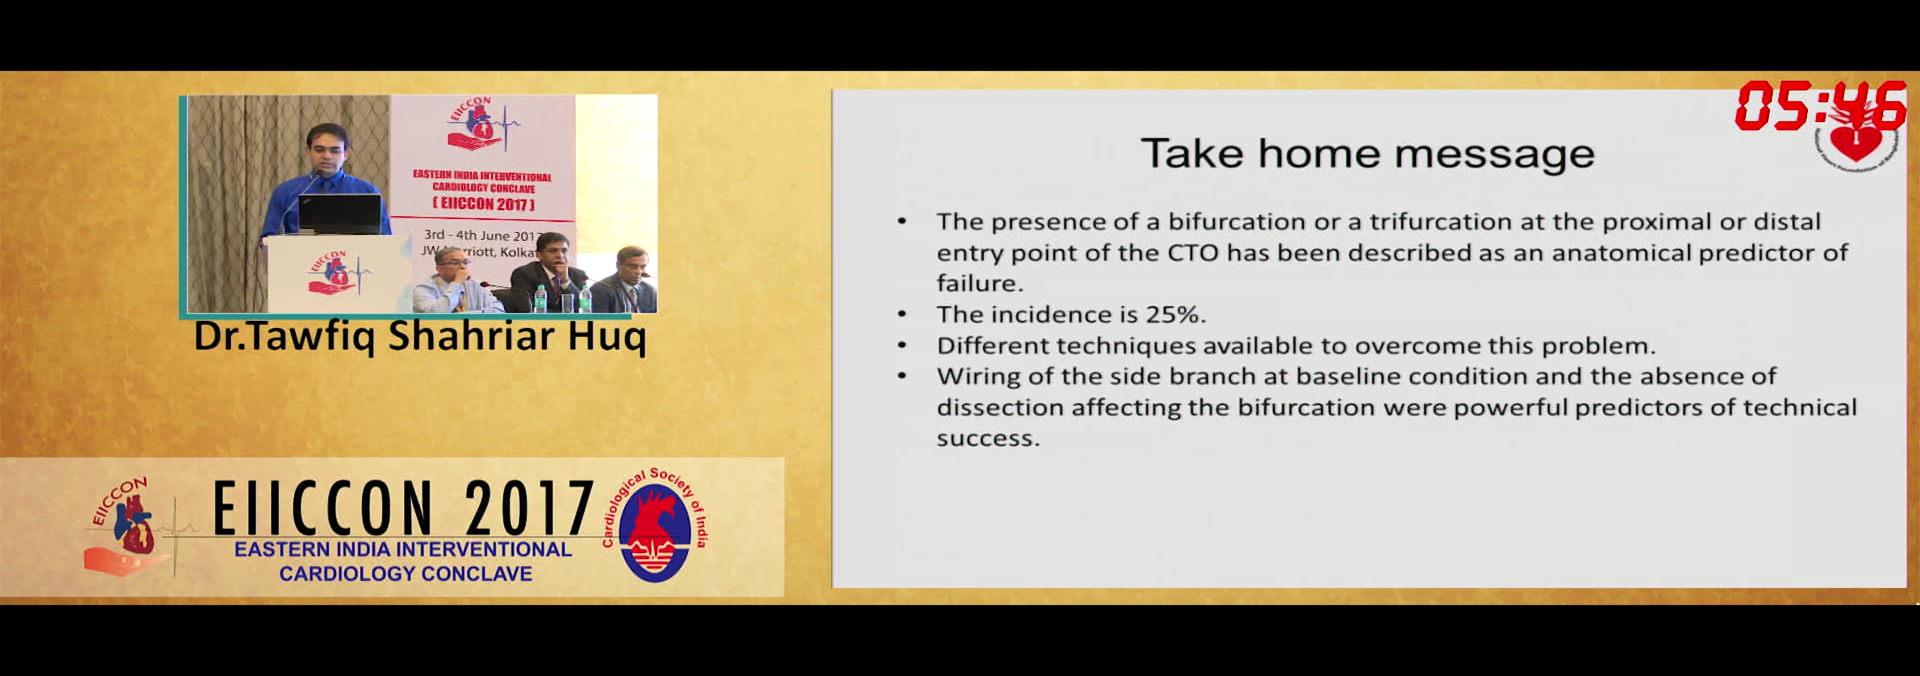 05:46
EIICCON
EASTERN INDIA INTERVENTIONAL
CARDIOLOGY CONCLAVE
[ EIICCON 2017 ]
3rd - 4th June 2017
JW
EIICCON
Dr.Tawfiq Shahriar Huq
EIICCON
EIICCON 2017
EASTERN INDIA INTERVENTIONAL
CARDIOLOGY CONCLAVE
Cardiological Society of India
Take home message
• The presence of a bifurcation or a trifurcation at the proximal or distal
entry point of the CTO has been described as an anatomical predictor of
failure.
• The incidence is 25%.
• Different techniques available to overcome this problem.
• Wiring of the side branch at baseline condition and the absence of
dissection affecting the bifurcation were powerful predictors of technical
success.